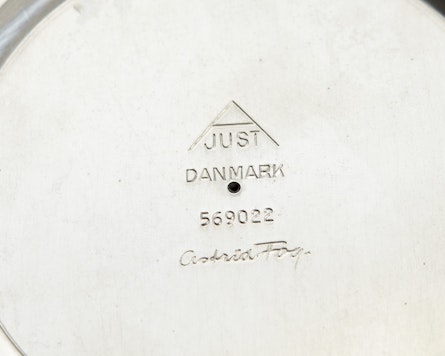 JUST
DANMARK
569022
Astrid Fog.